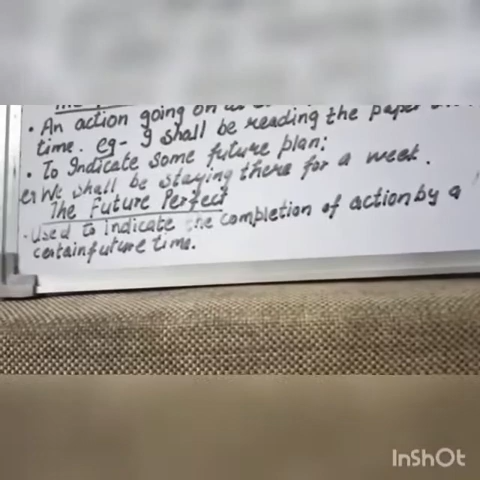 • An action going on
time. eg- I shall be reading the paper
• To Indicate some future plan:
eg We shall be staying there for a week.
The Future Perfect
• Used to indicate the completion of action by a
certain future time.
InShOt